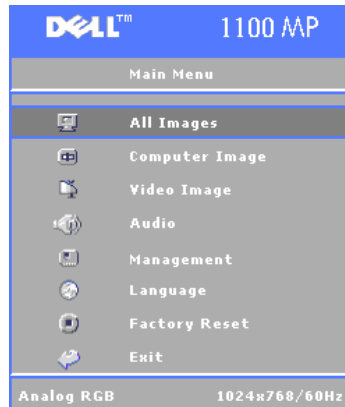 DELL™ 1100 MP
Main Menu
All Images
Computer Image
Video Image
Audio
Management
Language
Factory Reset
Exit
Analog RGB 1024x768/60Hz